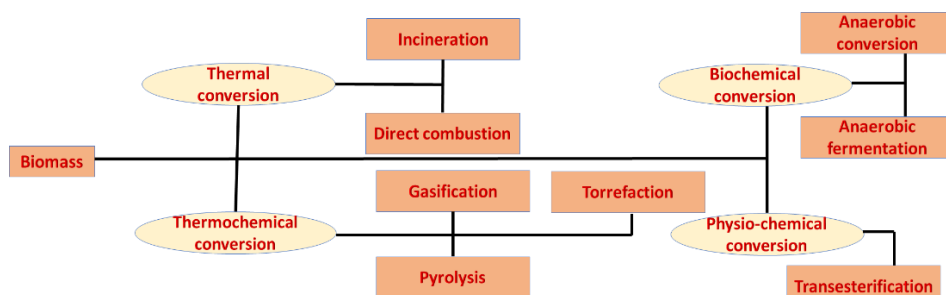 Incineration
Thermal
conversion
Direct combustion
Anaerobic
conversion
Biochemical
conversion
Anaerobic
fermentation
Biomass
Gasification
Torrefaction
Thermochemical
conversion
Pyrolysis
Physio-chemical
conversion
Transesterification